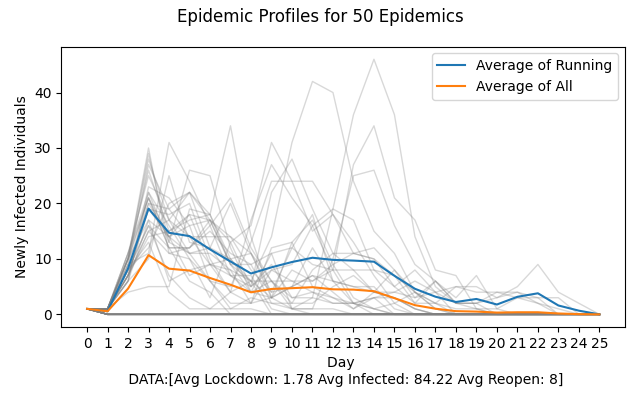 Epidemic Profiles for 50 Epidemics
Newly Infected Individuals
40
30
20
10
0
Average of Running
Average of All
0 1 2 3 4 5 6 7 8 9 10 11 12 13 14 15 16 17 18 19 20 21 22 23 24 25
Day
DATA:[Avg Lockdown: 1.78 Avg Infected: 84.22 Avg Reopen: 8]